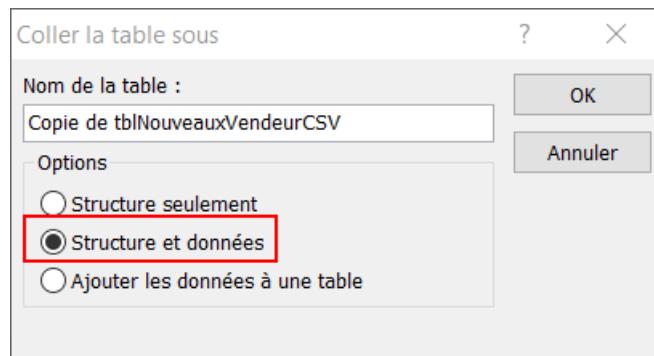 Coller la table sous
?
Nom de la table :
OK
Copie de tblNouveauxVendeurCSV
Annuler
Options
Structure seulement
Structure et données
Ajouter les données à une table